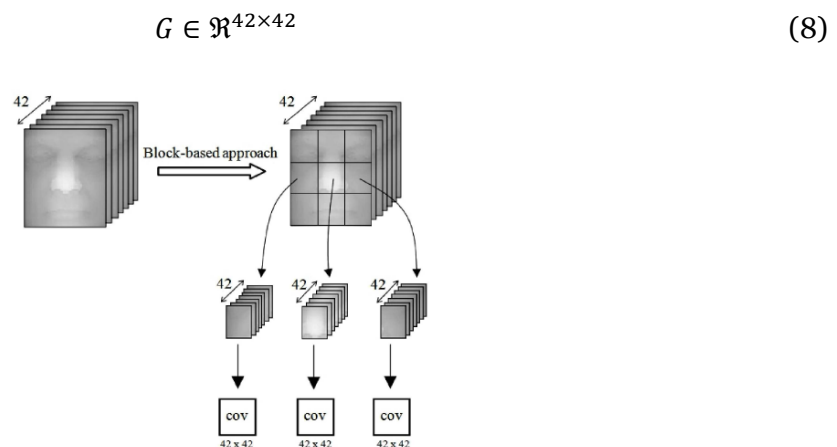 G ∈ ℜ^{42×42} (8)
42 42
Block-based approach
42 42 42
cov cov cov
42 x 42 42 x 42 42 x 42